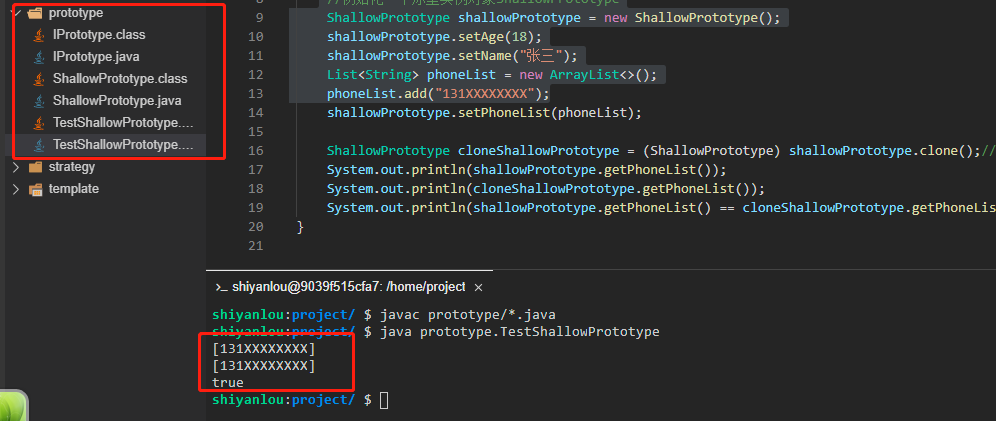 prototype
IPrototype.class
IPrototype.java
ShallowPrototype.class
ShallowPrototype.java
TestShallowPrototype....
TestShallowPrototype....
strategy
template
9 ShallowPrototype shallowPrototype = new ShallowPrototype();
10 shallowPrototype.setAge(18);
11 shallowPrototype.setName("张三");
12 List<String> phoneList = new ArrayList<>();
13 phoneList.add("131XXXXXXXX");
14 shallowPrototype.setPhoneList(phoneList);
15
16 ShallowPrototype cloneShallowPrototype = (ShallowPrototype) shallowPrototype.clone();//
17 System.out.println(shallowPrototype.getPhoneList());
18 System.out.println(cloneShallowPrototype.getPhoneList());
19 System.out.println(shallowPrototype.getPhoneList() == cloneShallowPrototype.getPhoneLis
20 }
21
>_ shiyanlou@9039f515cfa7: /home/project ×
shiyanlou:project/ $ javac prototype/*.java
shiyanlou:project/ $ java prototype.TestShallowPrototype
[131XXXXXXXX]
[131XXXXXXXX]
true
shiyanlou:project/ $